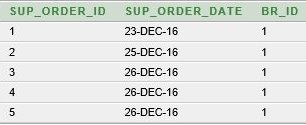 SUP_ORDER_ID SUP_ORDER_DATE BR_ID
1 23-DEC-16 1
2 25-DEC-16 1
3 26-DEC-16 1
4 26-DEC-16 1
5 26-DEC-16 1